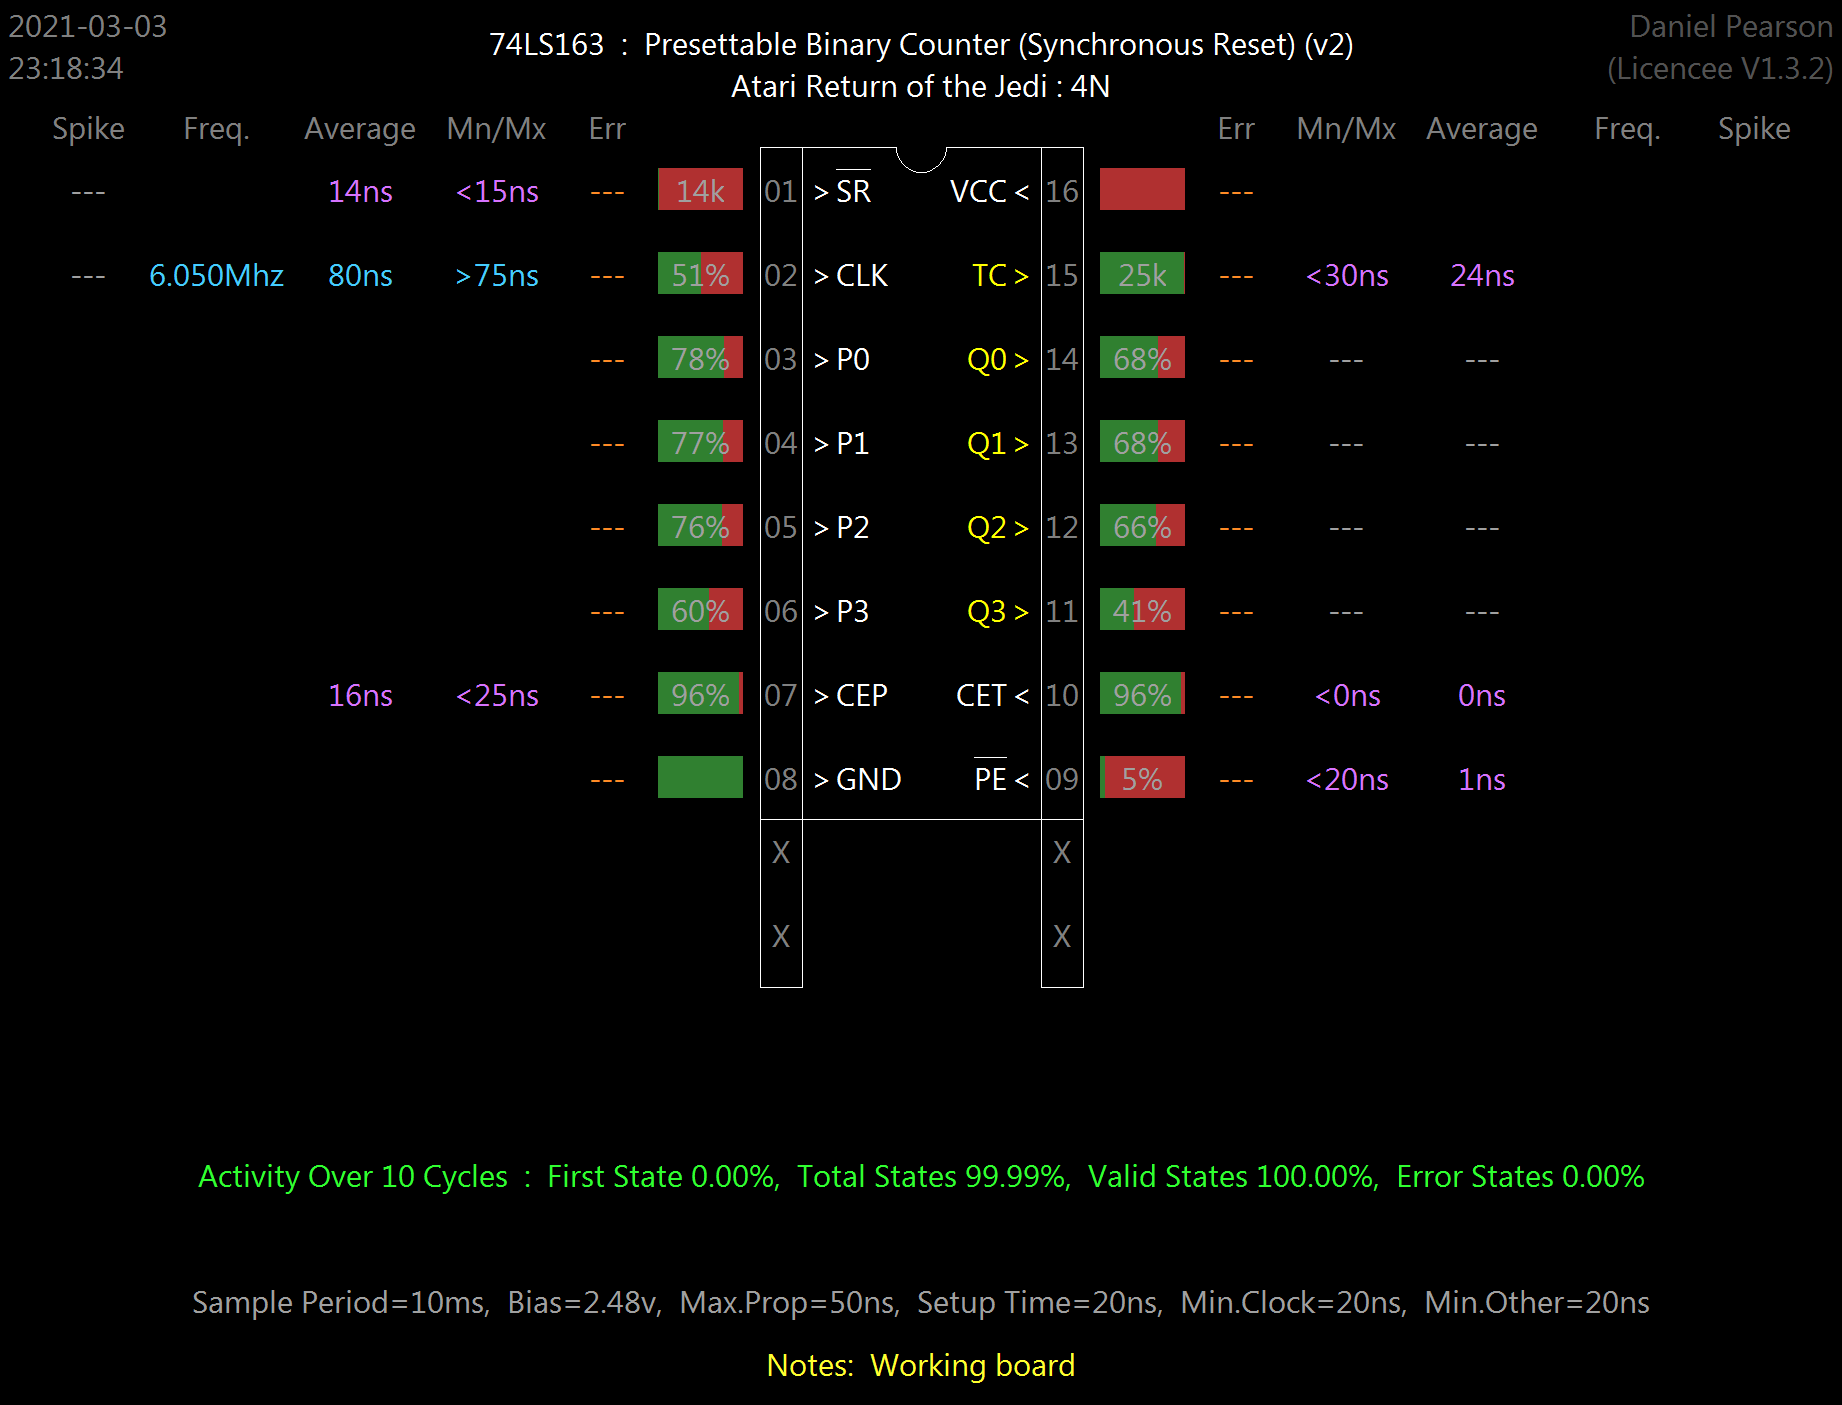 2021-03-03
23:18:34
74LS163 : Presettable Binary Counter (Synchronous Reset) (v2)
Atari Return of the Jedi : 4N
Daniel Pearson
(Licencee V1.3.2)
Spike Freq. Average Mn/Mx Err Err Mn/Mx Average Freq. Spike
--- 14ns <15ns --- 14k 01 >SR VCC< 16 ---
--- 6.050Mhz 80ns >75ns --- 51% 02 >CLK TC> 15 25k --- <30ns 24ns
--- 78% 03 >P0 Q0> 14 68% --- --- ---
--- 77% 04 >P1 Q1> 13 68% --- --- ---
--- 76% 05 >P2 Q2> 12 66% --- --- ---
--- 60% 06 >P3 Q3> 11 41% --- --- ---
16ns <25ns --- 96% 07 >CEP CET< 10 96% --- <0ns 0ns
--- 08 >GND PE< 09 5% --- <20ns 1ns
X X
X X
Activity Over 10 Cycles : First State 0.00%, Total States 99.99%, Valid States 100.00%, Error States 0.00%
Sample Period=10ms, Bias=2.48v, Max.Prop=50ns, Setup Time=20ns, Min.Clock=20ns, Min.Other=20ns
Notes: Working board